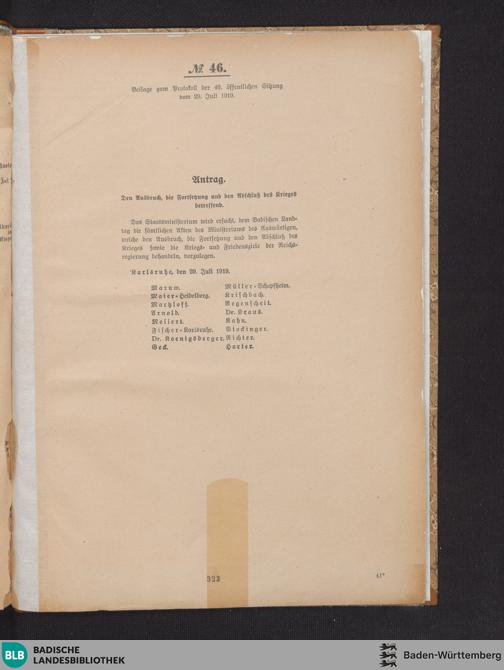 № 46.
Beilage zum Protokoll der 49. öffentlichen Sitzung
vom 29. Juli 1919.
Antrag.
Den Ausbruch, die Fortsetzung und den Abschluß des Krieges
betreffend.
Das Staatsministerium wird ersucht, dem Badischen Land-
tag die sämtlichen Akten des Ministeriums des Auswärtigen,
welche den Ausbruch, die Fortsetzung und den Abschluß des
Krieges sowie die Kriegs- und Friedensziele der Reichs-
regierung behandeln, vorzulegen.
Karlsruhe, den 29. Juli 1919.
Marum. Müller-Schopfheim.
Maier-Heidelberg. Krischbach.
Martzloff. Regenscheit.
Arnold. Dr. Kraus.
Meilert. Kahn.
Fischer-Karlsruhe. Stockinger.
Dr. Koenigsberger. Richter.
Geck. Horter.
323
41*
BLB BADISCHE
LANDESBIBLIOTHEK
Baden-Württemberg